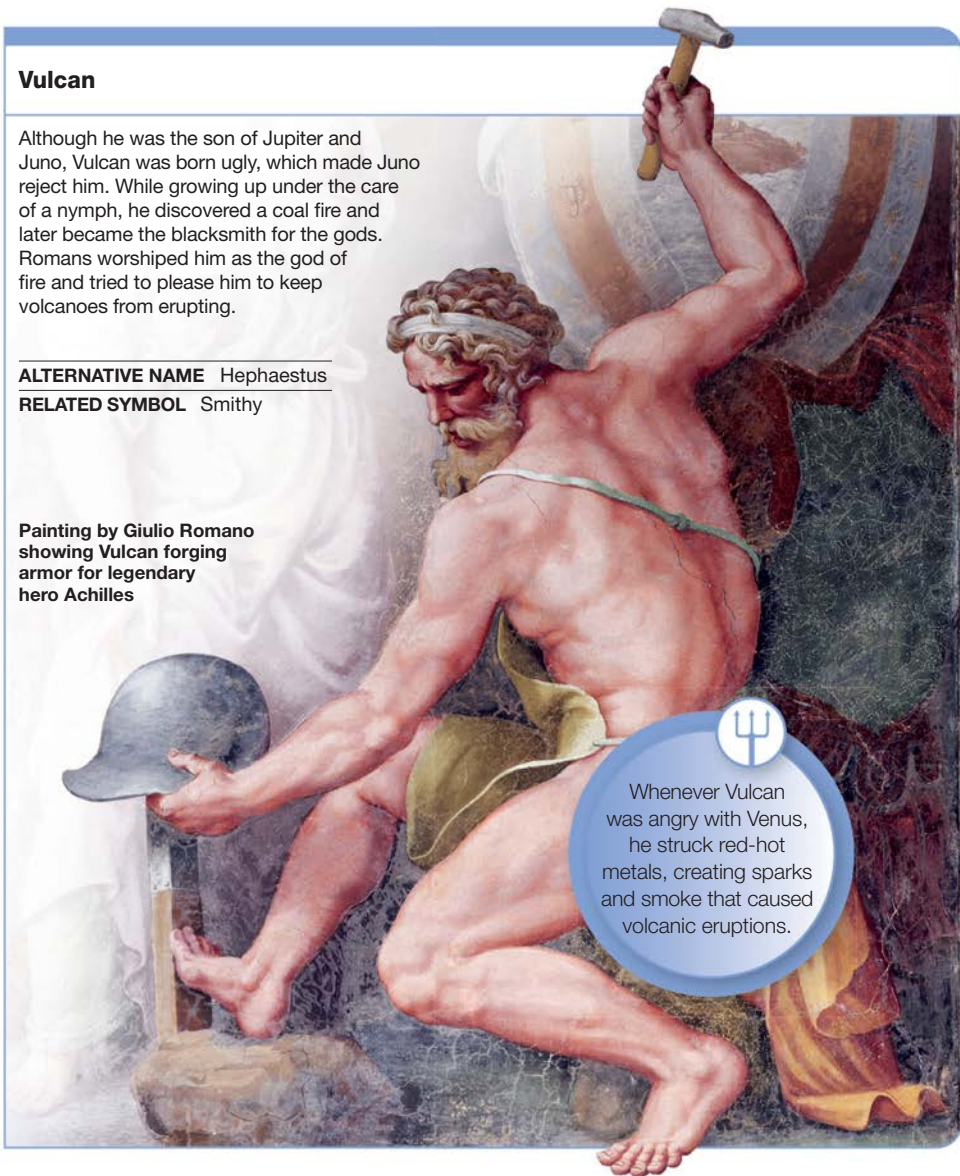 Vulcan
Although he was the son of Jupiter and
Juno, Vulcan was born ugly, which made Juno
reject him. While growing up under the care
of a nymph, he discovered a coal fire and
later became the blacksmith for the gods.
Romans worshiped him as the god of
fire and tried to please him to keep
volcanoes from erupting.
ALTERNATIVE NAME Hephaestus
RELATED SYMBOL Smithy
Painting by Giulio Romano
showing Vulcan forging
armor for legendary
hero Achilles
Whenever Vulcan
was angry with Venus,
he struck red-hot
metals, creating sparks
and smoke that caused
volcanic eruptions.